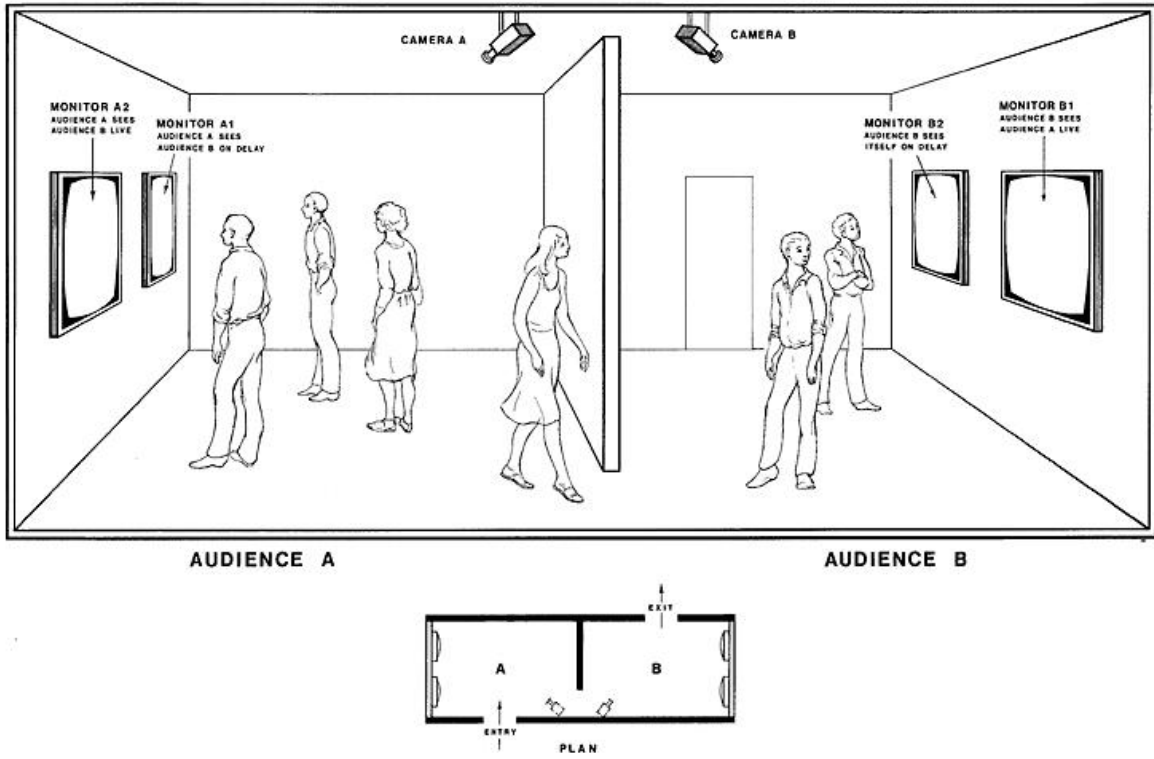 CAMERA A
CAMERA B
MONITOR A2
AUDIENCE A SEES
AUDIENCE B LIVE
MONITOR A1
AUDIENCE A SEES
AUDIENCE B ON DELAY
MONITOR B2
AUDIENCE B SEES
ITSELF ON DELAY
MONITOR B1
AUDIENCE B SEES
AUDIENCE A LIVE
AUDIENCE A
AUDIENCE B
EXIT
A
B
ENTRY
PLAN